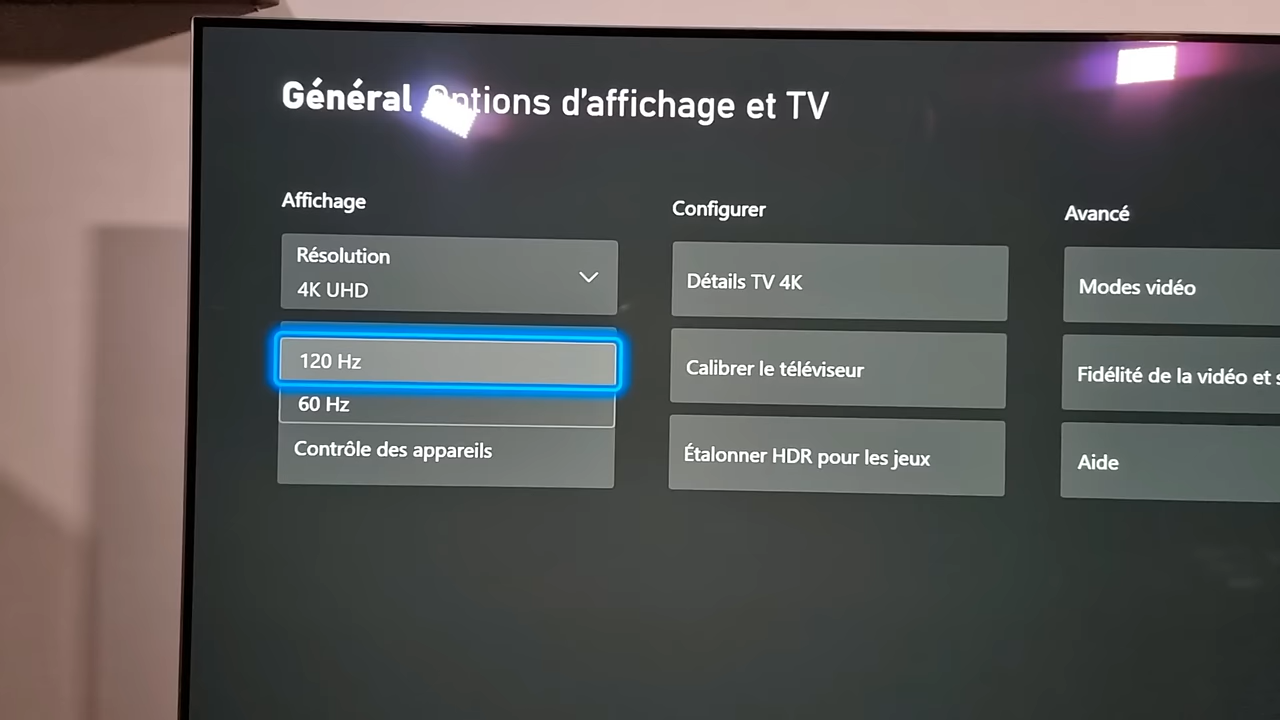 Général Options d'affichage et TV
Affichage
Résolution
4K UHD
120 Hz
60 Hz
Contrôle des appareils
Configurer
Détails TV 4K
Calibrer le téléviseur
Étalonner HDR pour les jeux
Avancé
Modes vidéo
Fidélité de la vidéo et
Aide